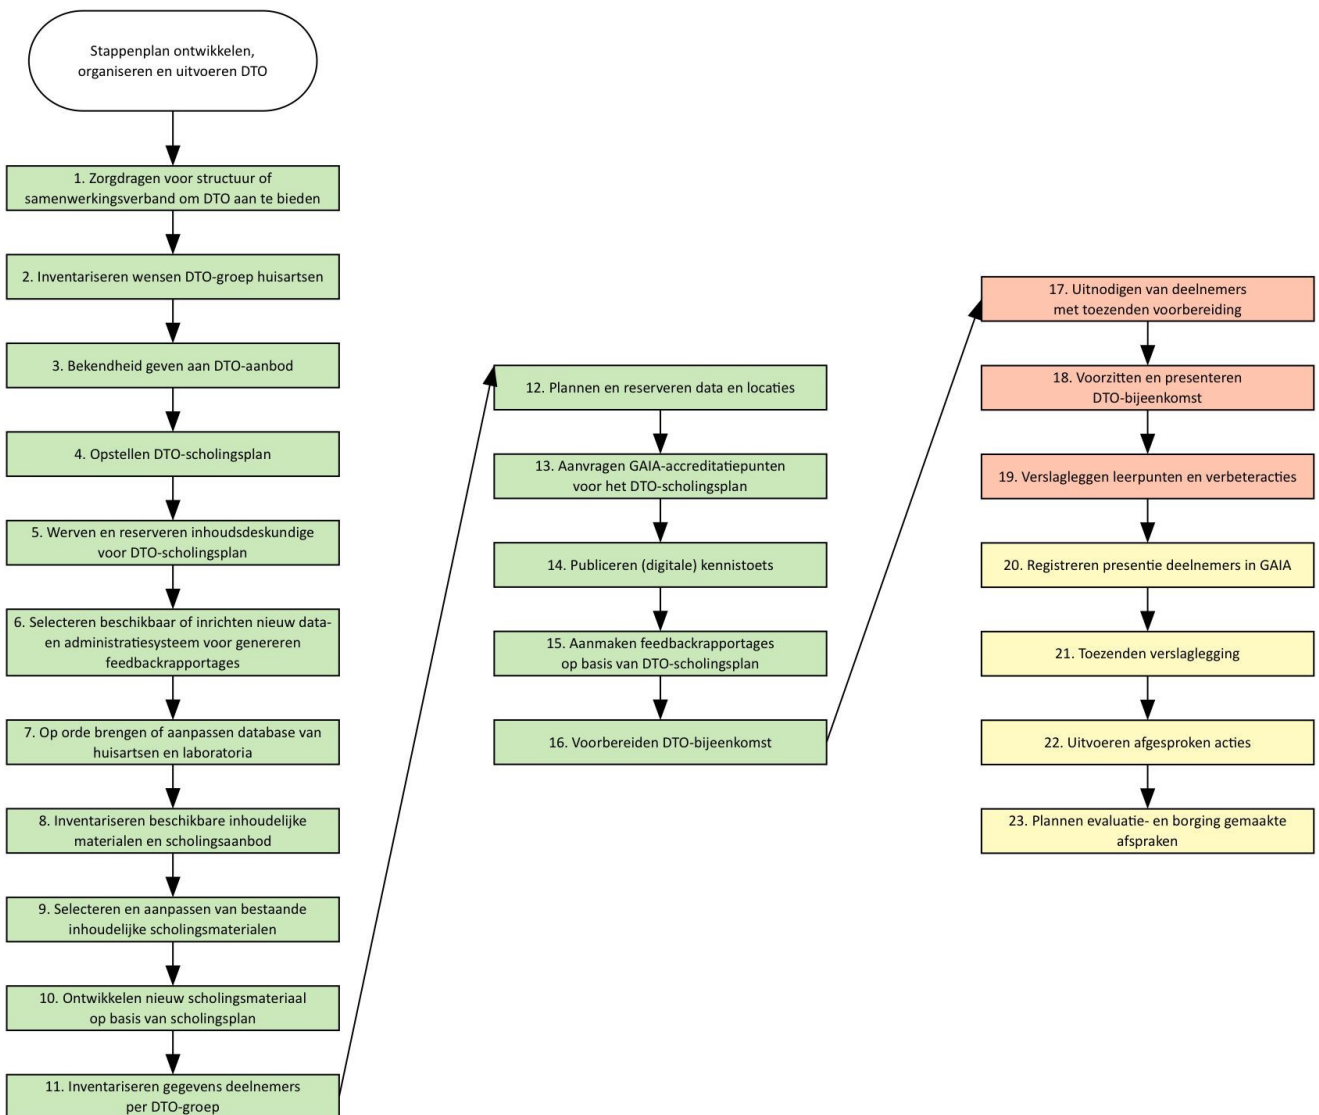 Stappenplan ontwikkelen,
organiseren en uitvoeren DTO
1. Zorgdragen voor structuur of
samenwerkingsverband om DTO aan te bieden
2. Inventariseren wensen DTO-groep huisartsen
3. Bekendheid geven aan DTO-aanbod
4. Opstellen DTO-scholingsplan
5. Werven en reserveren inhoudsdeskundige
voor DTO-scholingsplan
6. Selecteren beschikbaar of inrichten nieuw data-
en administratiesysteem voor genereren
feedbackrapportages
7. Op orde brengen of aanpassen database van
huisartsen en laboratoria
8. Inventariseren beschikbare inhoudelijke
materialen en scholingsaanbod
9. Selecteren en aanpassen van bestaande
inhoudelijke scholingsmaterialen
10. Ontwikkelen nieuw scholingsmateriaal
op basis van scholingsplan
11. Inventariseren gegevens deelnemers
per DTO-groep
12. Plannen en reserveren data en locaties
13. Aanvragen GAIA-accreditatiepunten
voor het DTO-scholingsplan
14. Publiceren (digitale) kennistoets
15. Aanmaken feedbackrapportages
op basis van DTO-scholingsplan
16. Voorbereiden DTO-bijeenkomst
17. Uitnodigen van deelnemers
met toezenden voorbereiding
18. Voorzitten en presenteren
DTO-bijeenkomst
19. Verslagleggen leerpunten en verbeteracties
20. Registreren presentie deelnemers in GAIA
21. Toezenden verslaglegging
22. Uitvoeren afgesproken acties
23. Plannen evaluatie- en borging gemaakte
afspraken